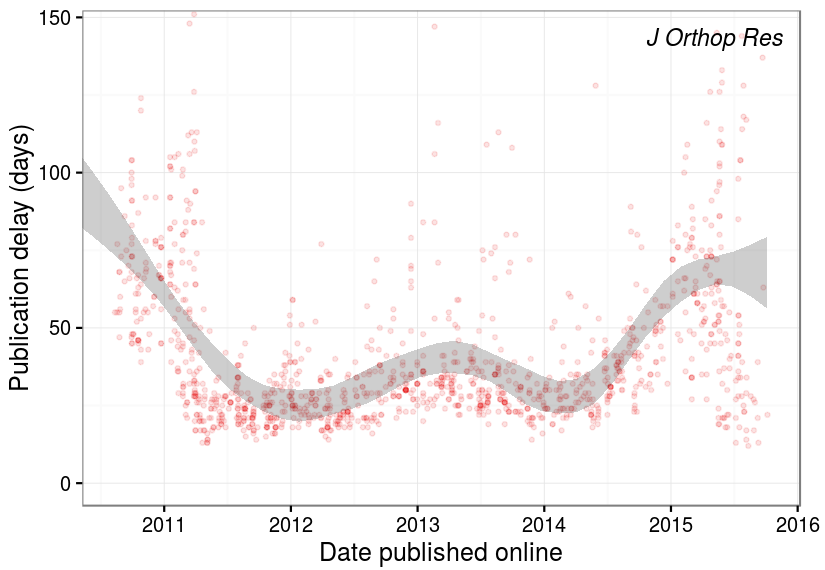 J Orthop Res
Publication delay (days)
150
100
50
0
2011 2012 2013 2014 2015 2016
Date published online